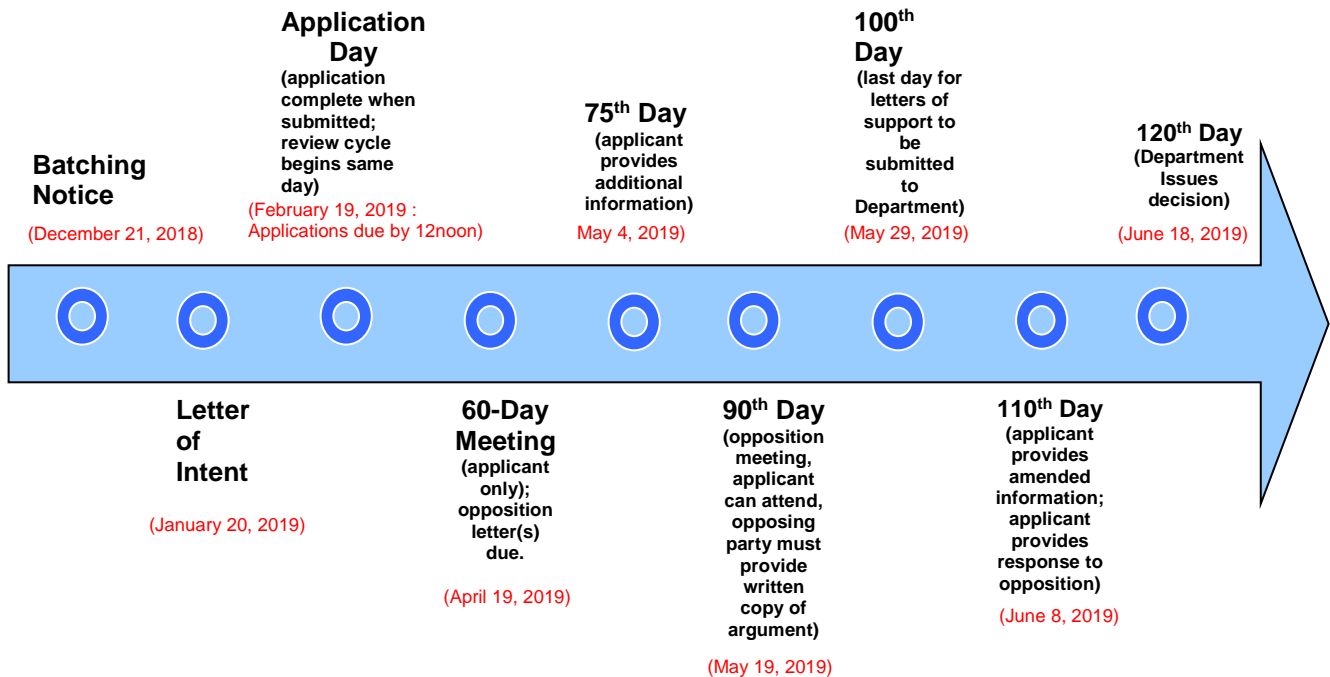 Batching
Notice
(December 21, 2018)
Letter
of
Intent
(January 20, 2019)
Application
Day
(application
complete when
submitted;
review cycle
begins same
day)
(February 19, 2019 :
Applications due by 12noon)
60-Day
Meeting
(applicant
only);
opposition
letter(s)
due.
(April 19, 2019)
75th Day
(applicant
provides
additional
information)
May 4, 2019)
90th Day
(opposition
meeting,
applicant
can attend,
opposing
party must
provide
written
copy of
argument)
(May 19, 2019)
100th
Day
(last day for
letters of
support to
be
submitted
to
Department)
(May 29, 2019)
110th Day
(applicant
provides
amended
information;
applicant
provides
response to
opposition)
(June 8, 2019)
120th Day
(Department
Issues
decision)
(June 18, 2019)